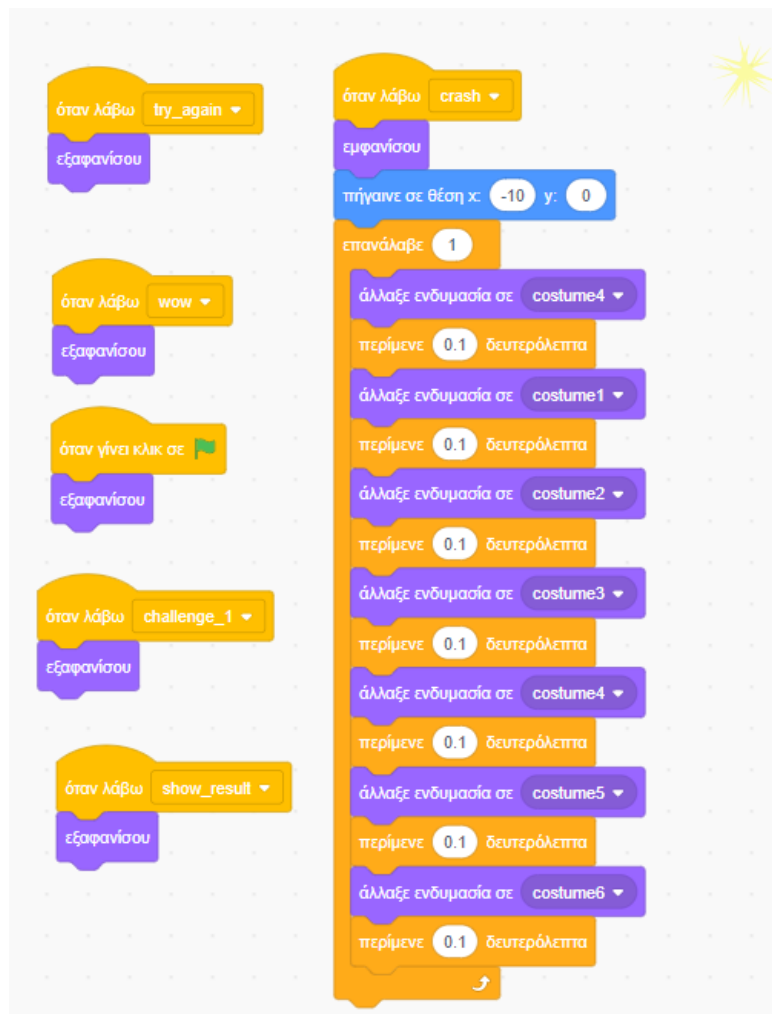 όταν λάβω try_again
εξαφανίσου
όταν λάβω wow
εξαφανίσου
όταν γίνει κλικ σε
εξαφανίσου
όταν λάβω challenge_1
εξαφανίσου
όταν λάβω show_result
εξαφανίσου
όταν λάβω crash
εμφανίσου
πήγαινε σε θέση x: -10 y: 0
επανάλαβε 1
άλλαξε ενδυμασία σε costume4
περίμενε 0.1 δευτερόλεπτα
άλλαξε ενδυμασία σε costume1
περίμενε 0.1 δευτερόλεπτα
άλλαξε ενδυμασία σε costume2
περίμενε 0.1 δευτερόλεπτα
άλλαξε ενδυμασία σε costume3
περίμενε 0.1 δευτερόλεπτα
άλλαξε ενδυμασία σε costume4
περίμενε 0.1 δευτερόλεπτα
άλλαξε ενδυμασία σε costume5
περίμενε 0.1 δευτερόλεπτα
άλλαξε ενδυμασία σε costume6
περίμενε 0.1 δευτερόλεπτα